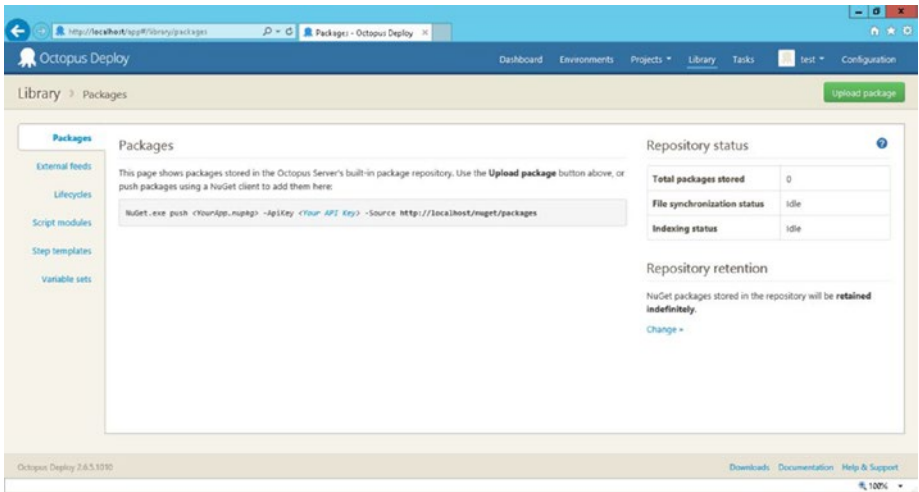 http://localhost/app#/library/packages
Packages - Octopus Deploy
Octopus Deploy
Dashboard Environments Projects Library Tasks test Configuration
Library > Packages
Upload package
Packages
External feeds
Lifecycles
Script modules
Step templates
Variable sets
Packages
This page shows packages stored in the Octopus Server's built-in package repository. Use the Upload package button above, or
push packages using a NuGet client to add them here:
NuGet.exe push <YourApp.nupkg> -ApiKey <Your API Key> -Source http://localhost/nuget/packages
Repository status
Total packages stored 0
File synchronization status Idle
Indexing status Idle
Repository retention
NuGet packages stored in the repository will be retained
indefinitely.
Change »
Octopus Deploy 2.6.5.1010
Downloads Documentation Help & Support
100%